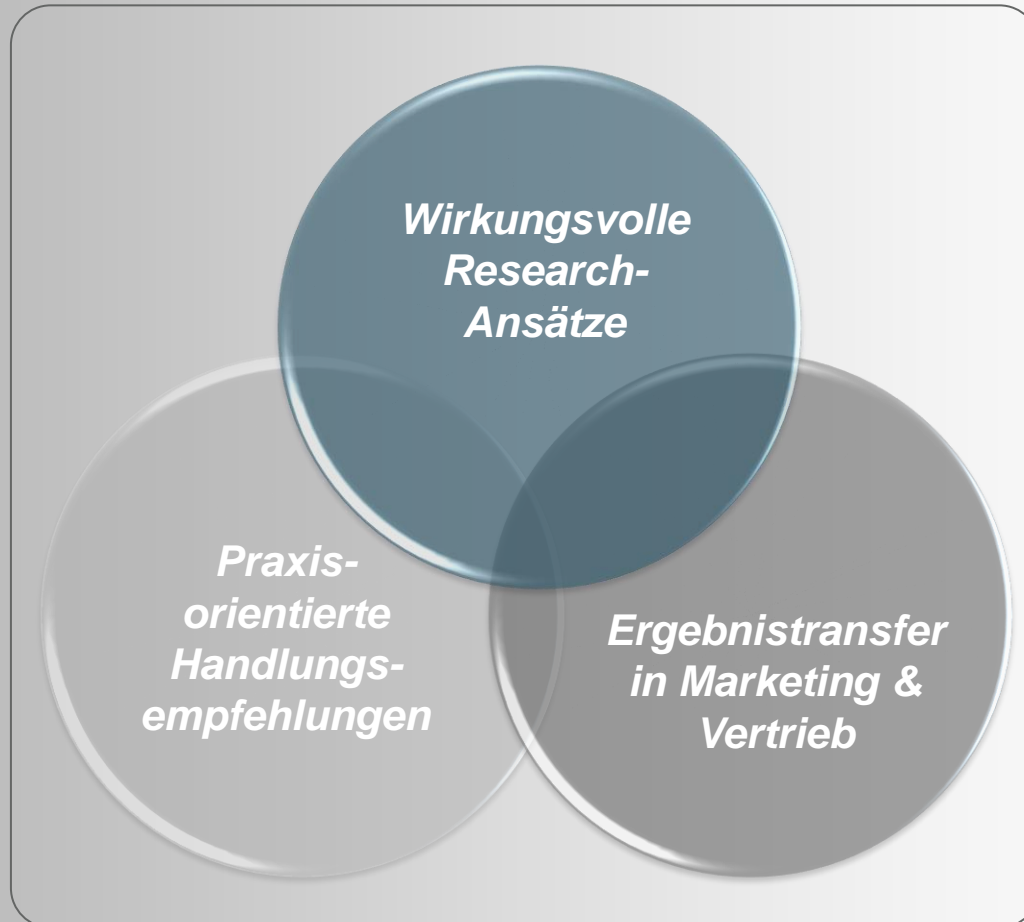 Wirkungsvolle
Research-
Ansätze
Praxis-
orientierte
Handlungs-
empfehlungen
Ergebnistransfer
in Marketing &
Vertrieb